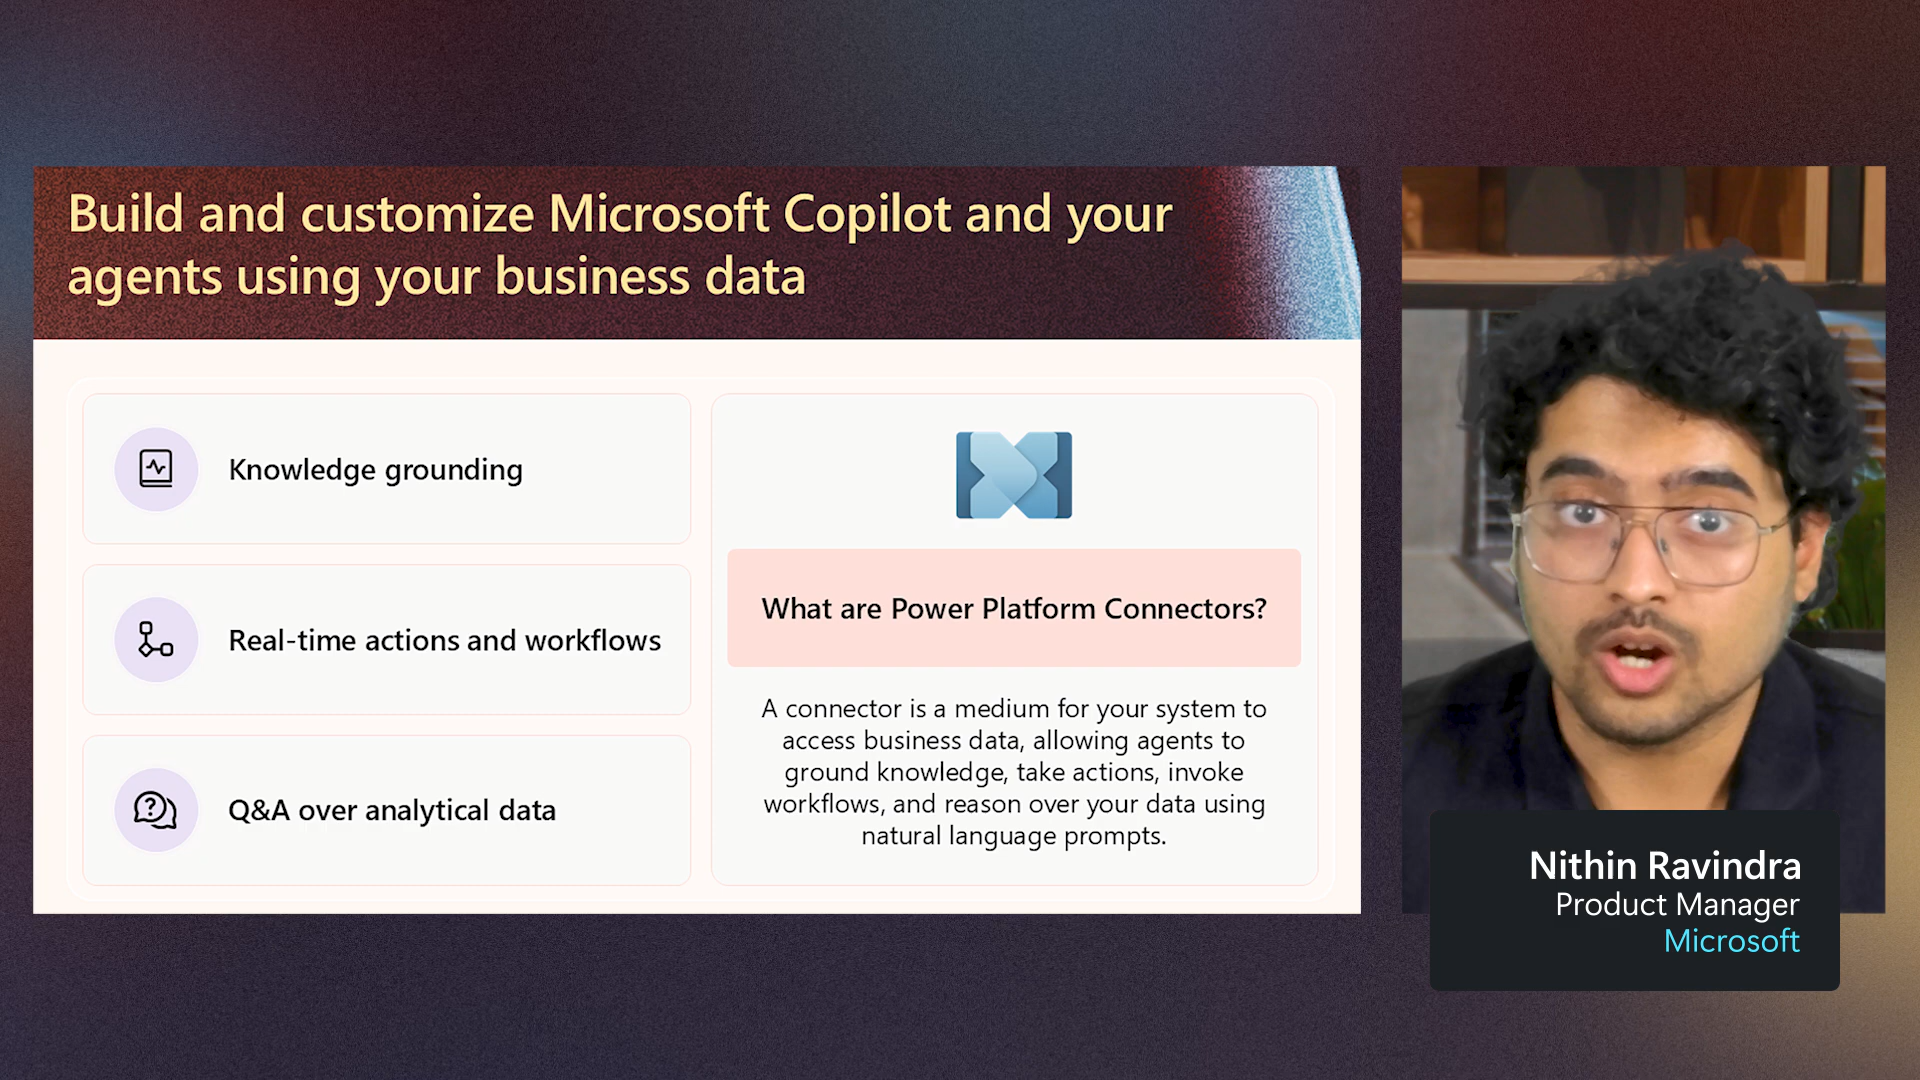 Build and customize Microsoft Copilot and your
agents using your business data
Knowledge grounding
Real-time actions and workflows
Q&A over analytical data
What are Power Platform Connectors?
A connector is a medium for your system to
access business data, allowing agents to
ground knowledge, take actions, invoke
workflows, and reason over your data using
natural language prompts.
Nithin Ravindra
Product Manager
Microsoft